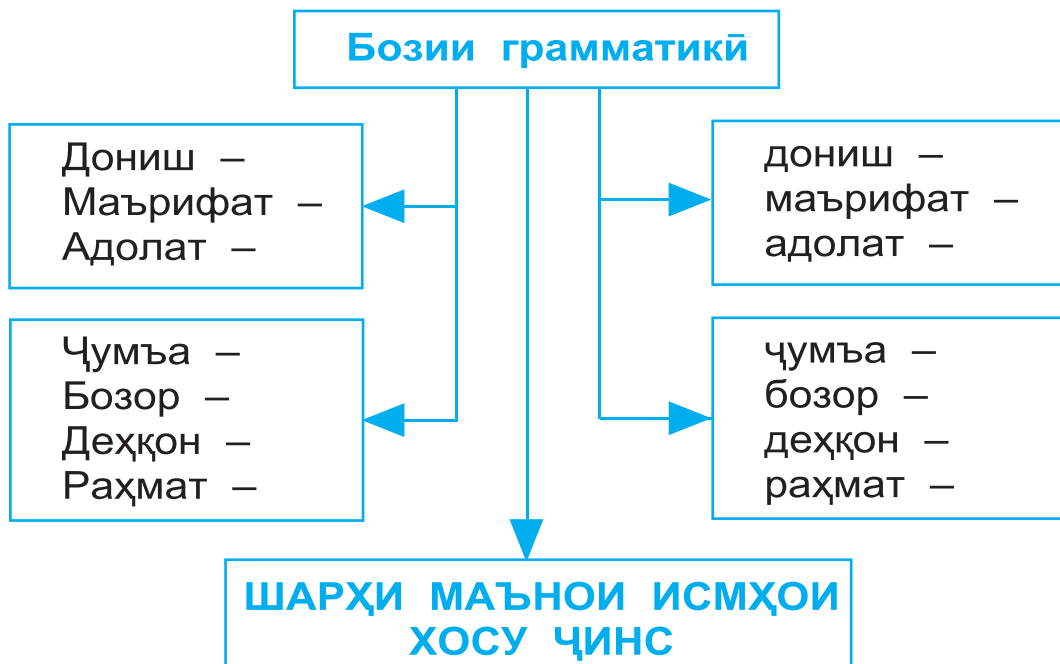 Бозии грамматикӣ
Дониш –
Маърифат –
Адолат –
дониш –
маърифат –
адолат –
Ҷумъа –
Бозор –
Деҳқон –
Раҳмат –
ҷумъа –
бозор –
деҳқон –
раҳмат –
ШАРҲИ МАЪНОИ ИСМҲОИ
ХОСУ ҶИНС